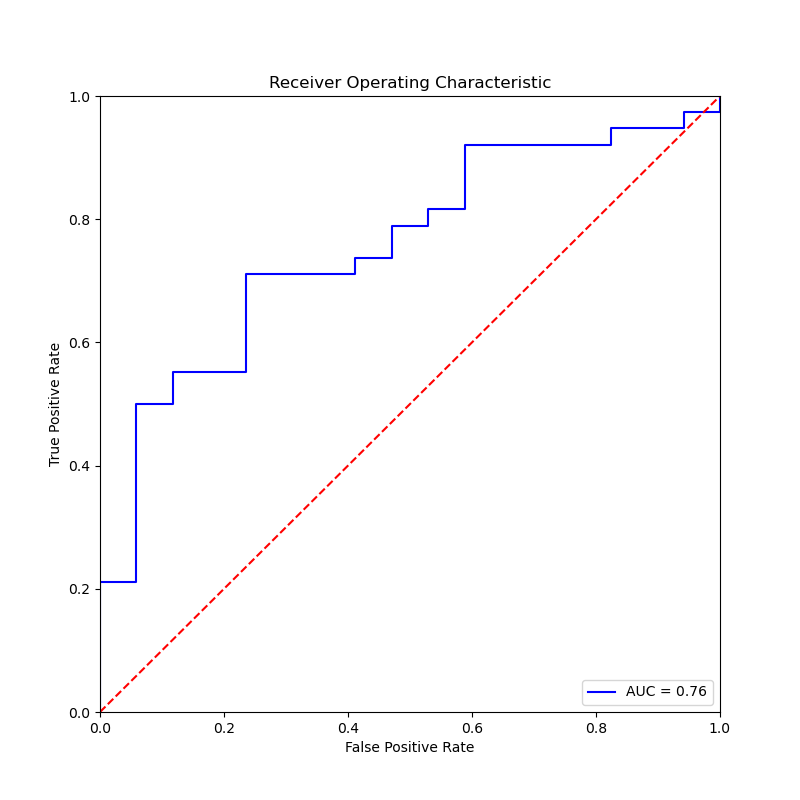 Receiver Operating Characteristic
True Positive Rate
1.0
0.8
0.6
0.4
0.2
0.0
AUC = 0.76
0.0 0.2 0.4 0.6 0.8 1.0
False Positive Rate